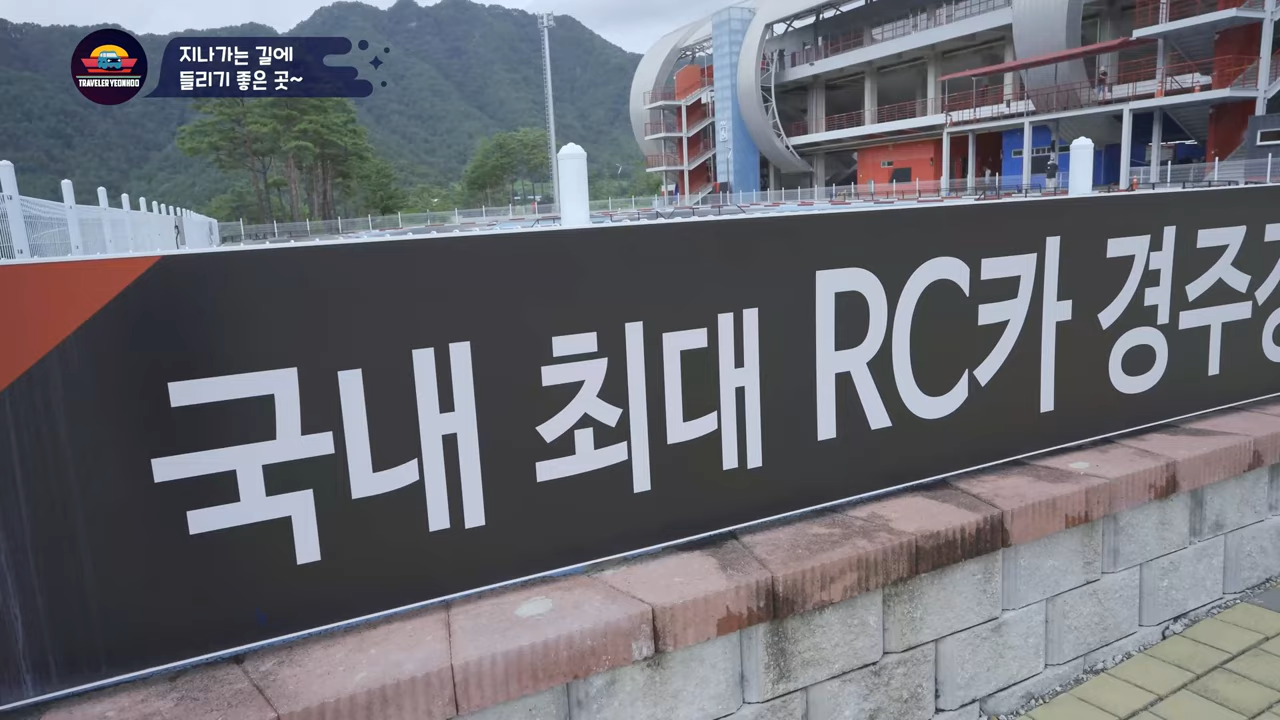 TRAVELER YEONHOO
지나가는 길에
들리기 좋은 곳~
국내 최대 RC카 경주